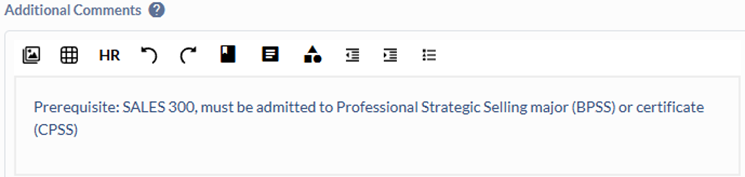 Additional Comments ?
HR
Prerequisite: SALES 300, must be admitted to Professional Strategic Selling major (BPSS) or certificate
(CPSS)